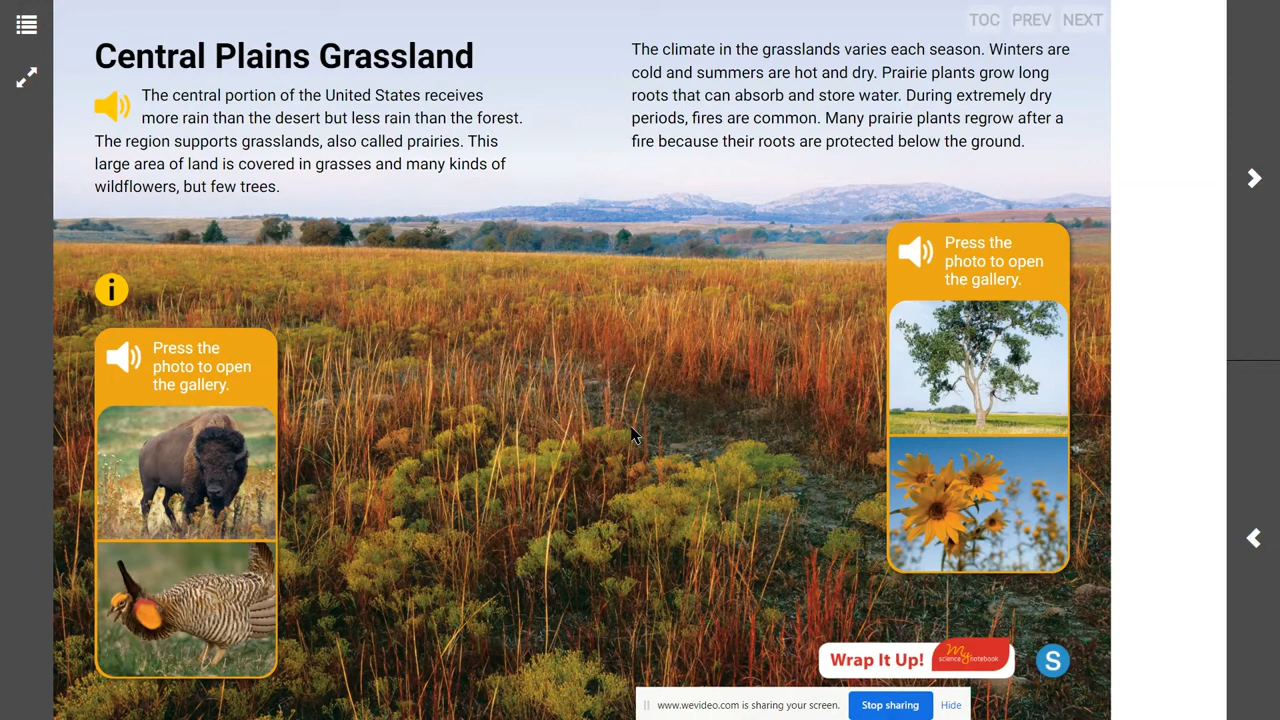 TOC PREV NEXT
Central Plains Grassland
The central portion of the United States receives
more rain than the desert but less rain than the forest.
The region supports grasslands, also called prairies. This
large area of land is covered in grasses and many kinds of
wildflowers, but few trees.
The climate in the grasslands varies each season. Winters are
cold and summers are hot and dry. Prairie plants grow long
roots that can absorb and store water. During extremely dry
periods, fires are common. Many prairie plants regrow after a
fire because their roots are protected below the ground.
i
Press the
photo to open
the gallery.
Press the
photo to open
the gallery.
Wrap It Up!
My
science notebook
S
www.wevideo.com is sharing your screen.
Stop sharing
Hide